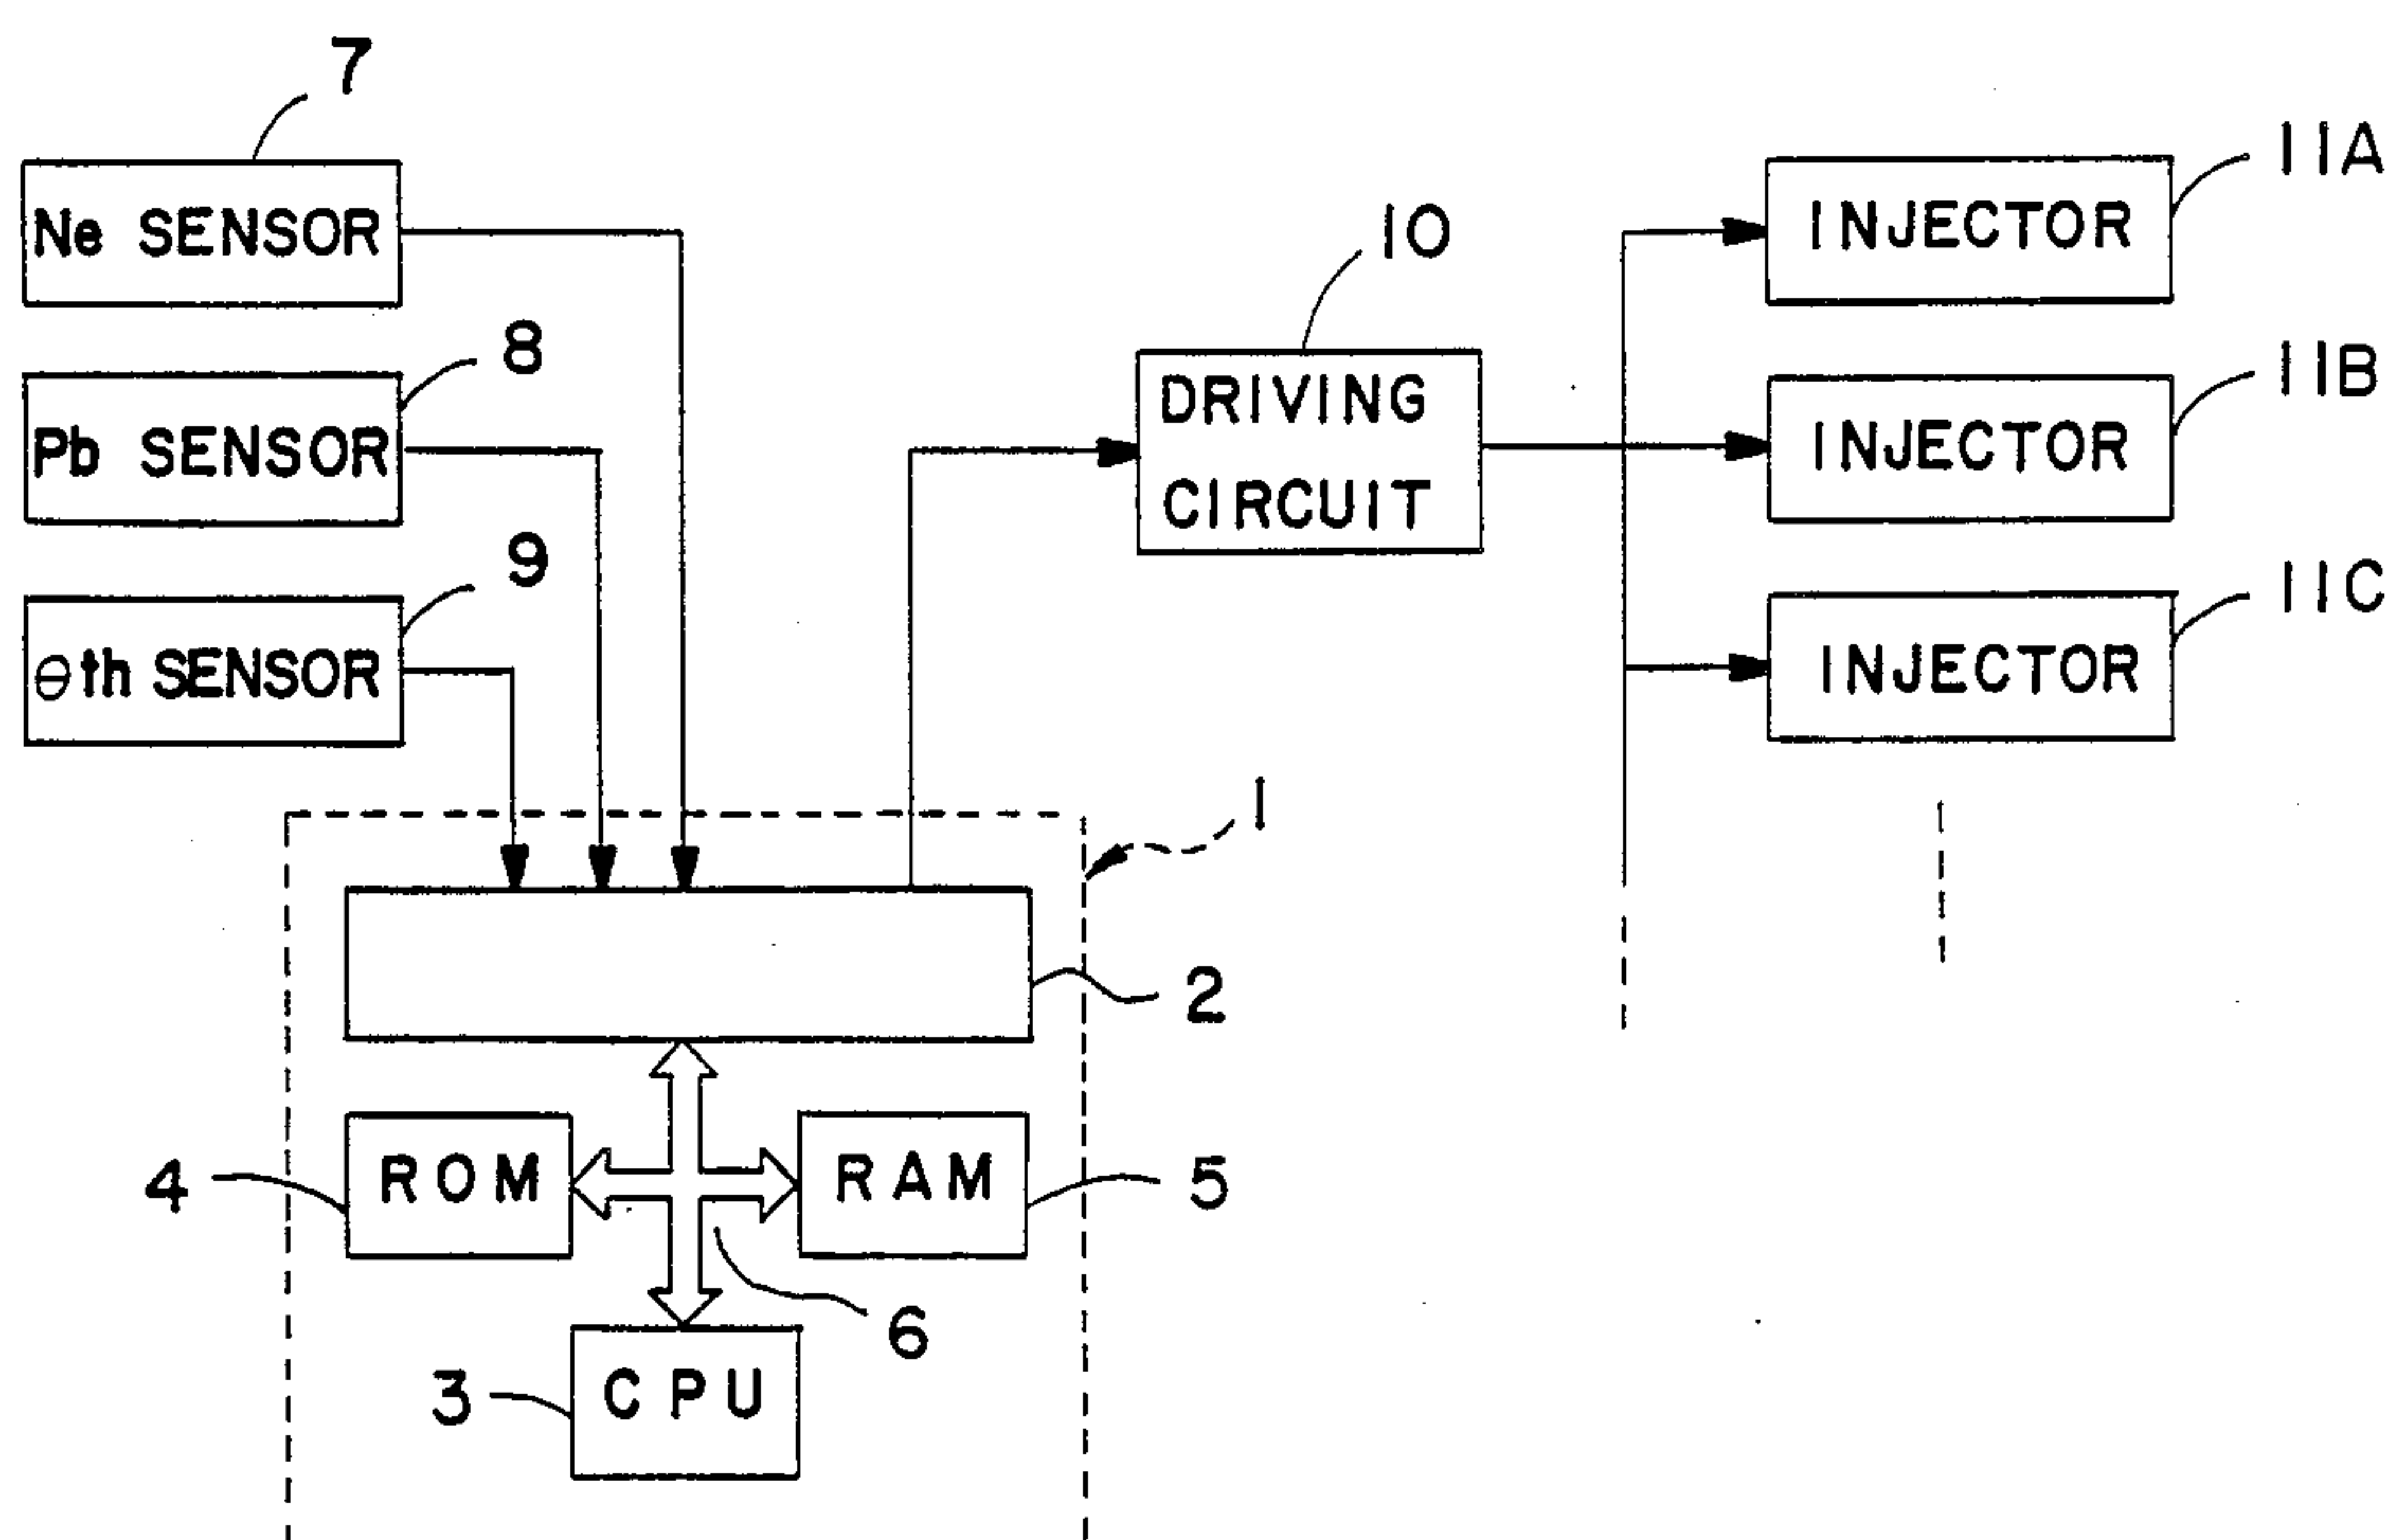 7
Ne SENSOR
8
Pb SENSOR
9
θth SENSOR
10
DRIVING
CIRCUIT
11A
INJECTOR
11B
INJECTOR
11C
INJECTOR
1
2
4
ROM
RAM
5
6
3
CPU